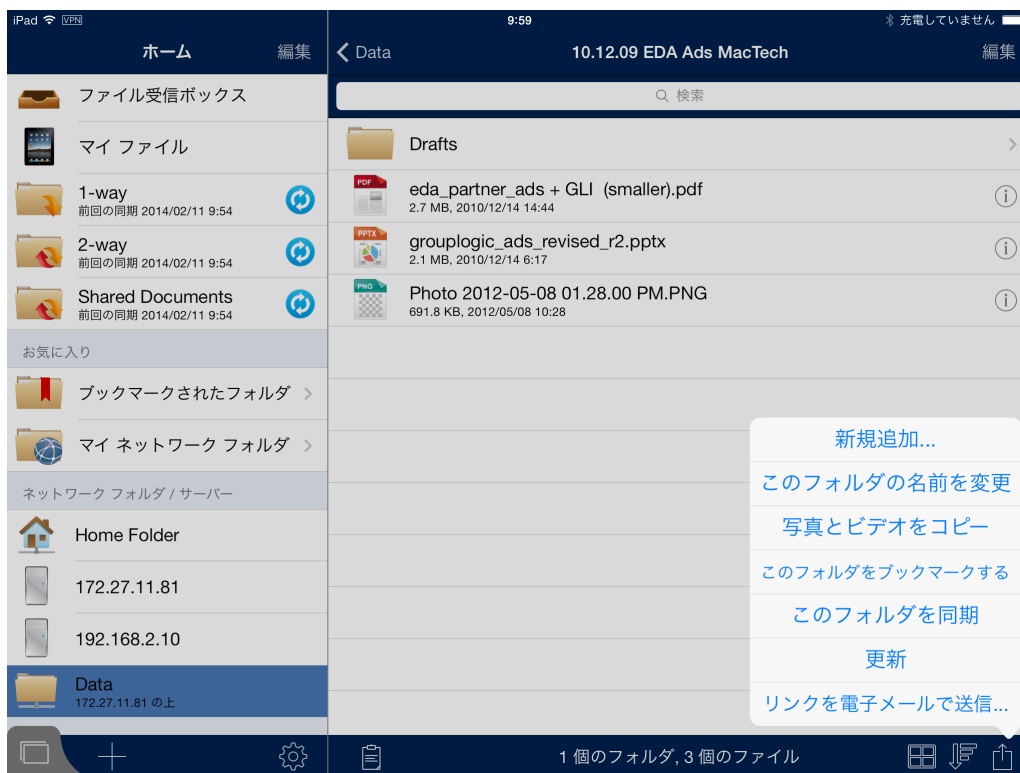 iPad VPN 9:59 充電していません
ホーム 編集
ファイル受信ボックス
マイ ファイル
1-way
前回の同期 2014/02/11 9:54
2-way
前回の同期 2014/02/11 9:54
Shared Documents
前回の同期 2014/02/11 9:54
お気に入り
ブックマークされたフォルダ
マイ ネットワーク フォルダ
ネットワーク フォルダ / サーバー
Home Folder
172.27.11.81
192.168.2.10
Data
172.27.11.81 の上
Data 10.12.09 EDA Ads MacTech 編集
検索
Drafts
PDF
eda_partner_ads + GLI (smaller).pdf
2.7 MB, 2010/12/14 14:44
PPTX
grouplogic_ads_revised_r2.pptx
2.1 MB, 2010/12/14 6:17
PNG
Photo 2012-05-08 01.28.00 PM.PNG
691.8 KB, 2012/05/08 10:28
新規追加...
このフォルダの名前を変更
写真とビデオをコピー
このフォルダをブックマークする
このフォルダを同期
更新
リンクを電子メールで送信...
1 個のフォルダ, 3 個のファイル